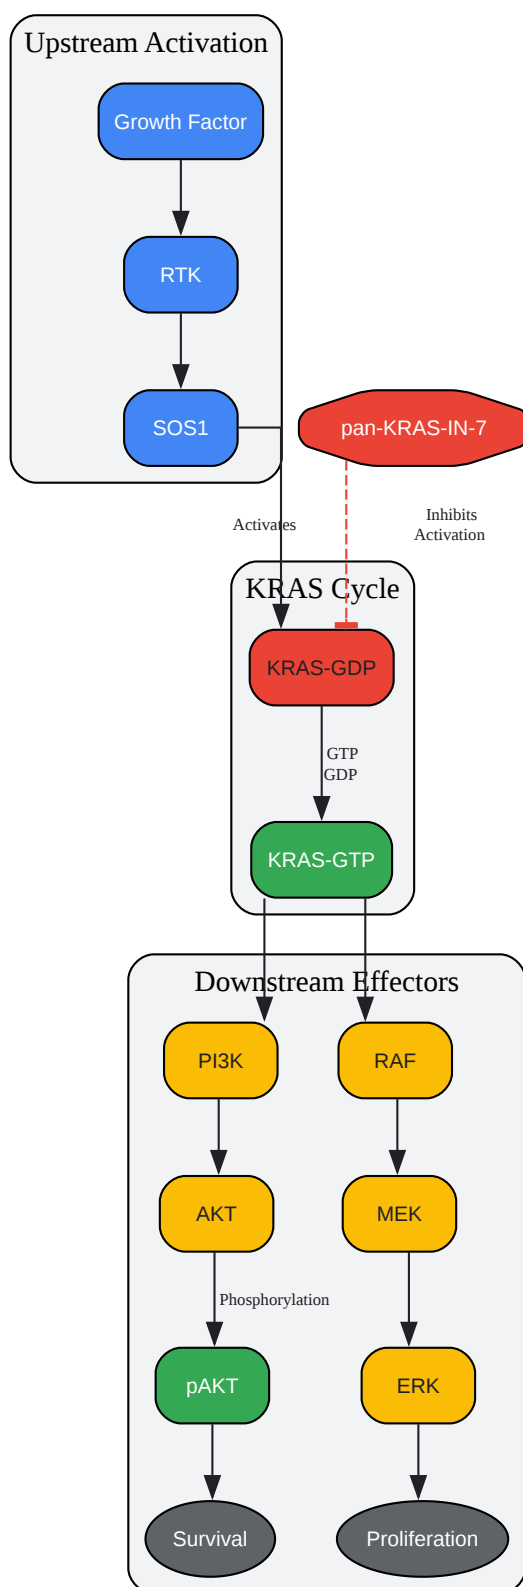 Upstream Activation
Growth Factor
RTK
SOS1
pan-KRAS-IN-7
Activates
Inhibits
Activation
KRAS Cycle
KRAS-GDP
GTP
GDP
KRAS-GTP
Downstream Effectors
PI3K
RAF
AKT
MEK
Phosphorylation
pAKT
ERK
Survival
Proliferation